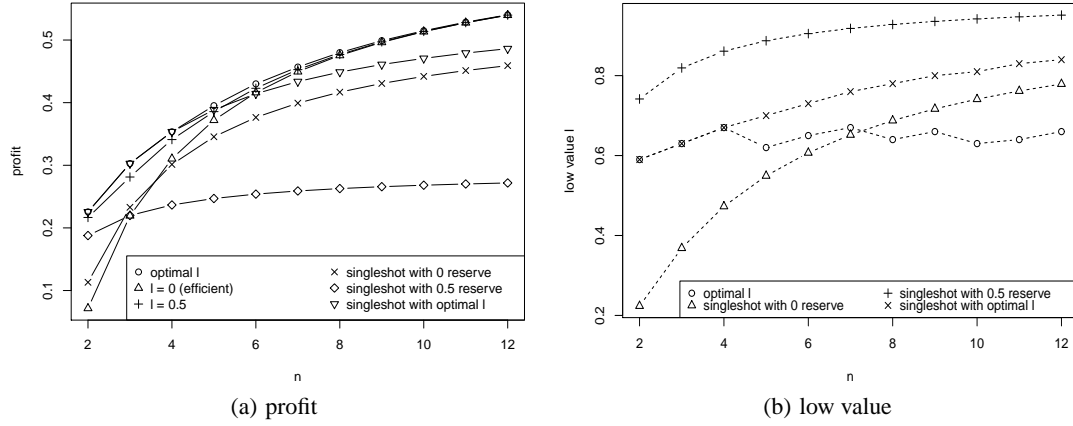 profit
0.1 0.2 0.3 0.4 0.5
optimal l
l = 0 (efficient)
l = 0.5
singleshot with 0 reserve
singleshot with 0.5 reserve
singleshot with optimal l
2 4 6 8 10 12
n
(a) profit
low value l
0.2 0.4 0.6 0.8
optimal l
singleshot with 0 reserve
singleshot with 0.5 reserve
singleshot with optimal l
2 4 6 8 10 12
n
(b) low value